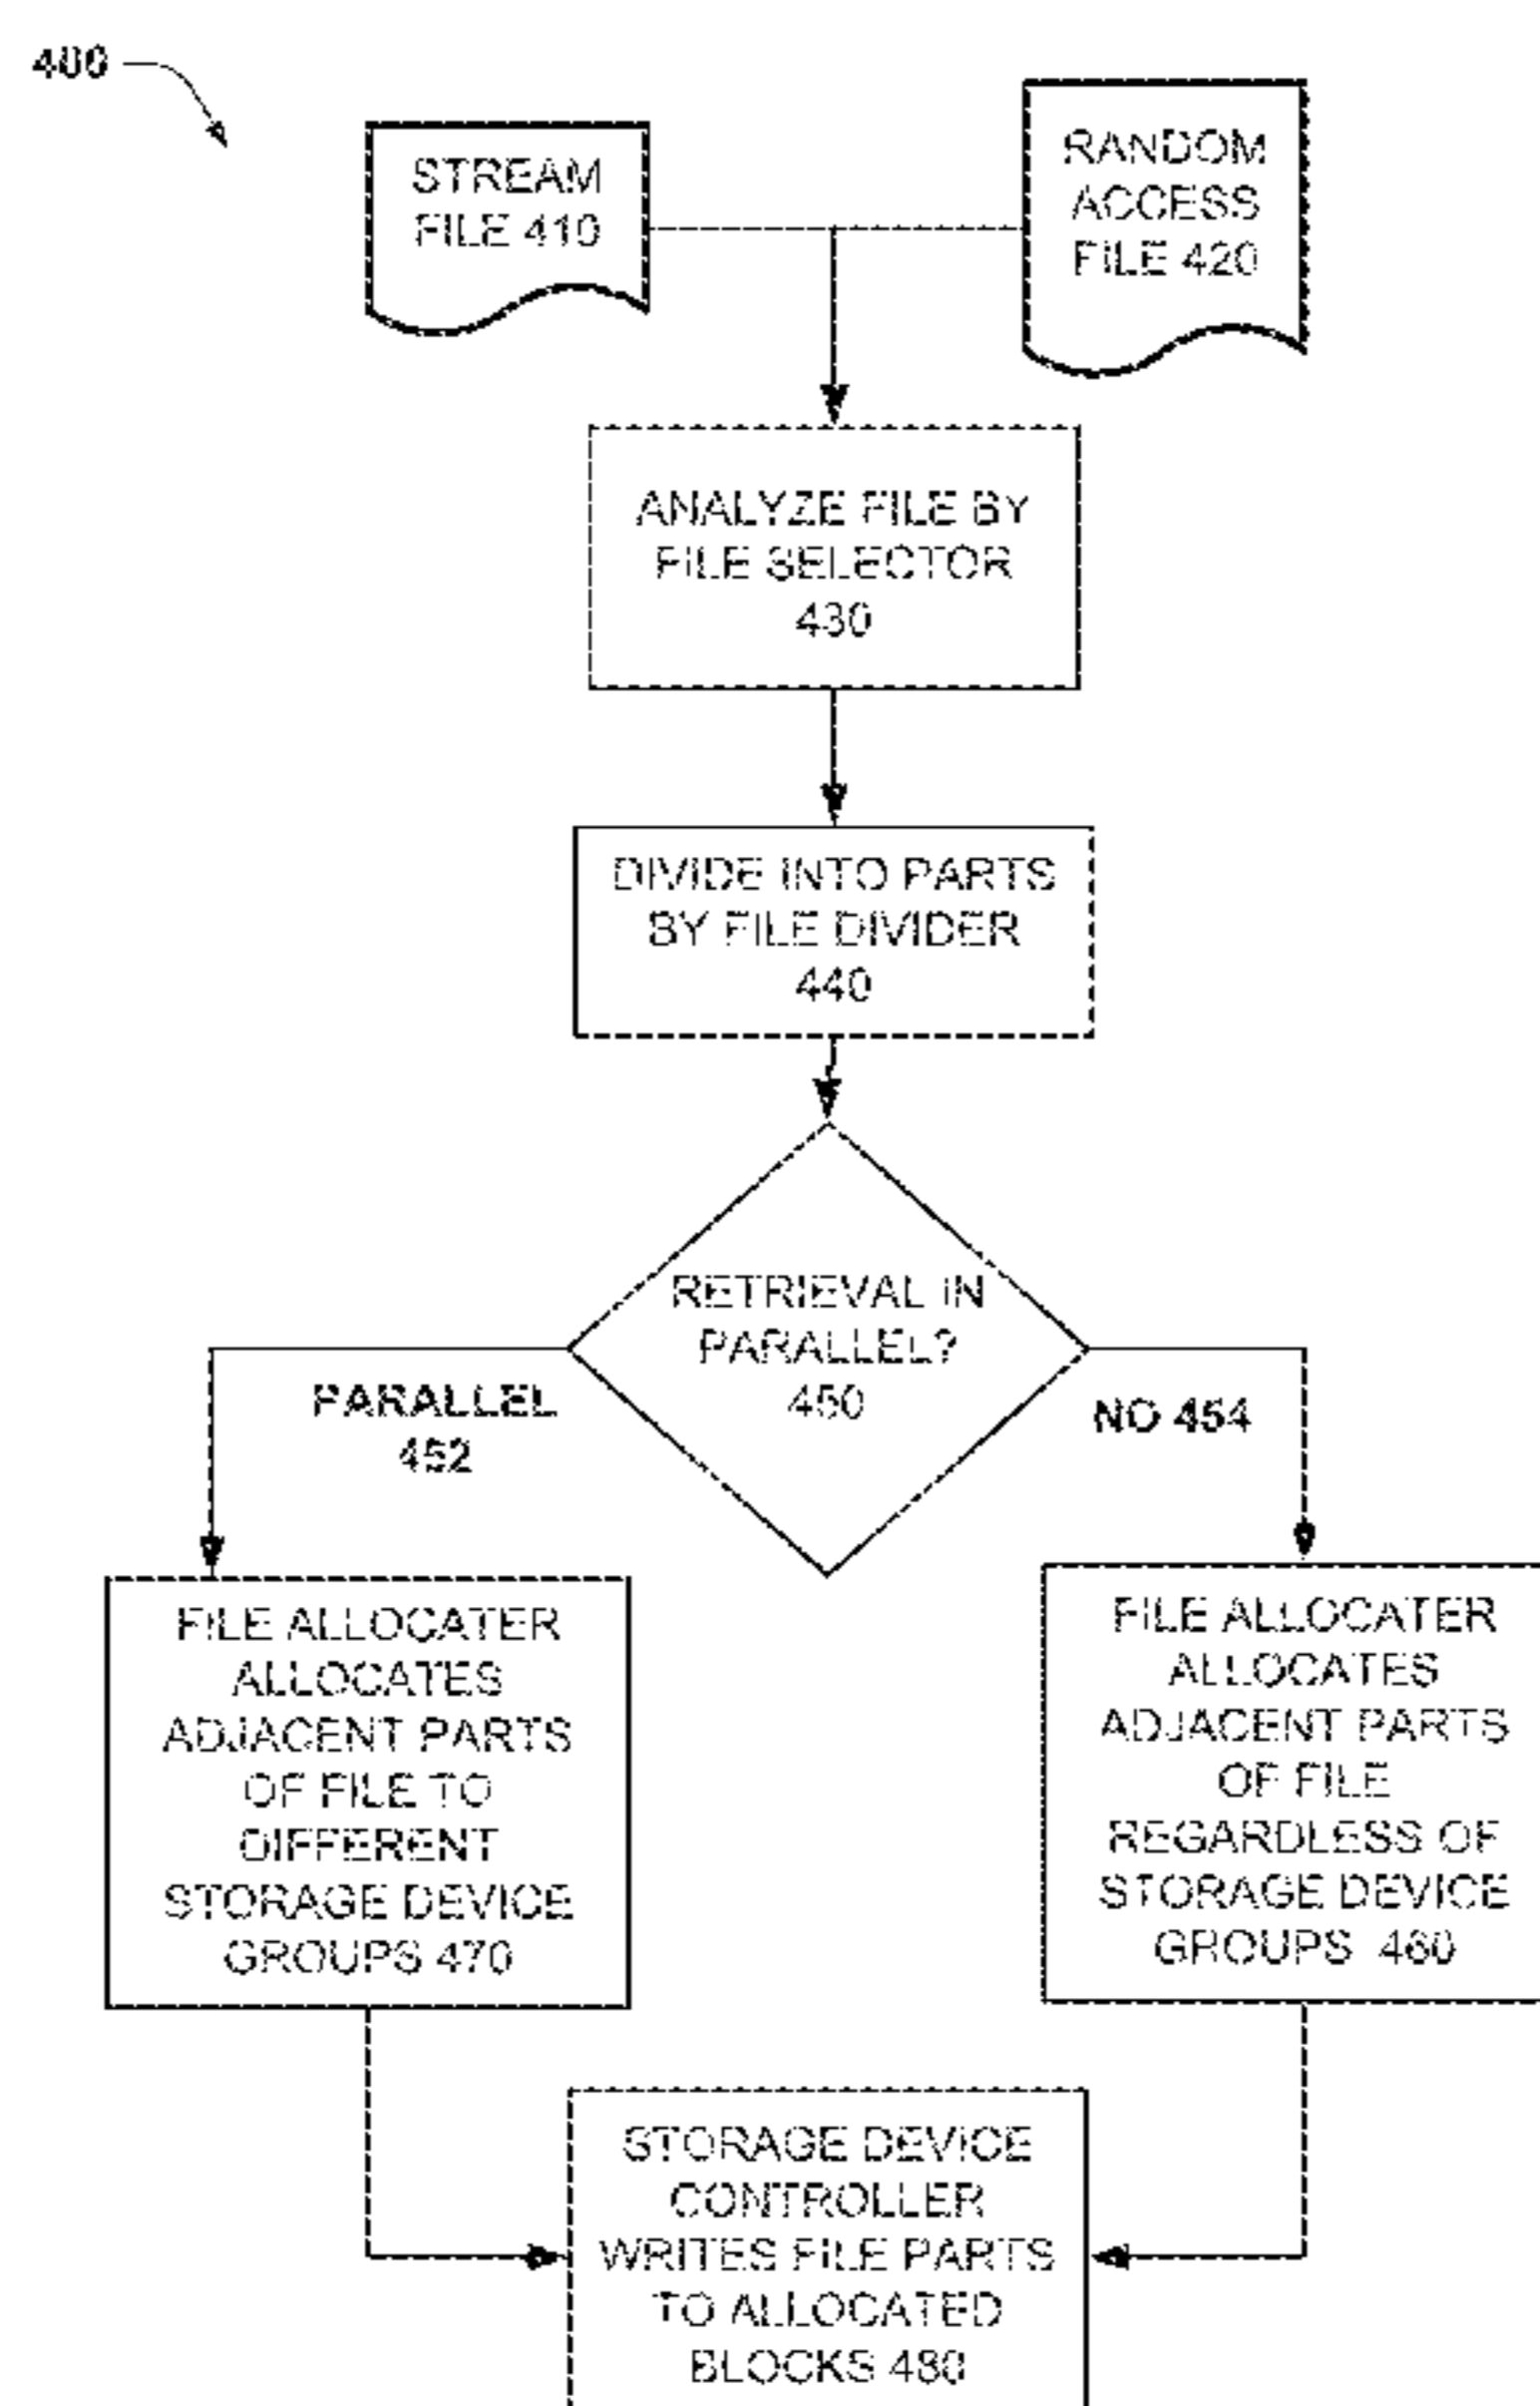 400
STREAM
FILE 410
RANDOM
ACCESS
FILE 420
ANALYZE FILE BY
FILE SELECTOR
430
DIVIDE INTO PARTS
BY FILE DIVIDER
440
RETRIEVAL IN
PARALLEL?
450
PARALLEL
452
NO 454
FILE ALLOCATER
ALLOCATES
ADJACENT PARTS
OF FILE TO
DIFFERENT
STORAGE DEVICE
GROUPS 470
FILE ALLOCATER
ALLOCATES
ADJACENT PARTS
OF FILE
REGARDLESS OF
STORAGE DEVICE
GROUPS 460
STORAGE DEVICE
CONTROLLER
WRITES FILE PARTS
TO ALLOCATED
BLOCKS 480